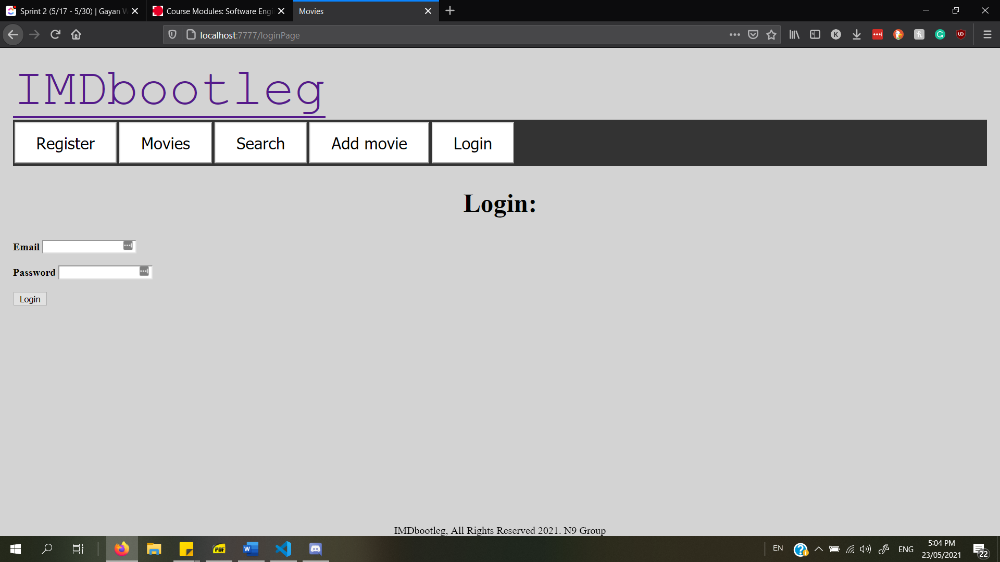 Sprint 2 (5/17 - 5/30) | Gayan W
Course Modules: Software Engi
Movies
localhost:7777/loginPage
IMDbootleg
Register
Movies
Search
Add movie
Login
Login:
Email
Password
Login
IMDbootleg, All Rights Reserved 2021. N9 Group
PDF
EN
ENG
5:04 PM
23/05/2021
22